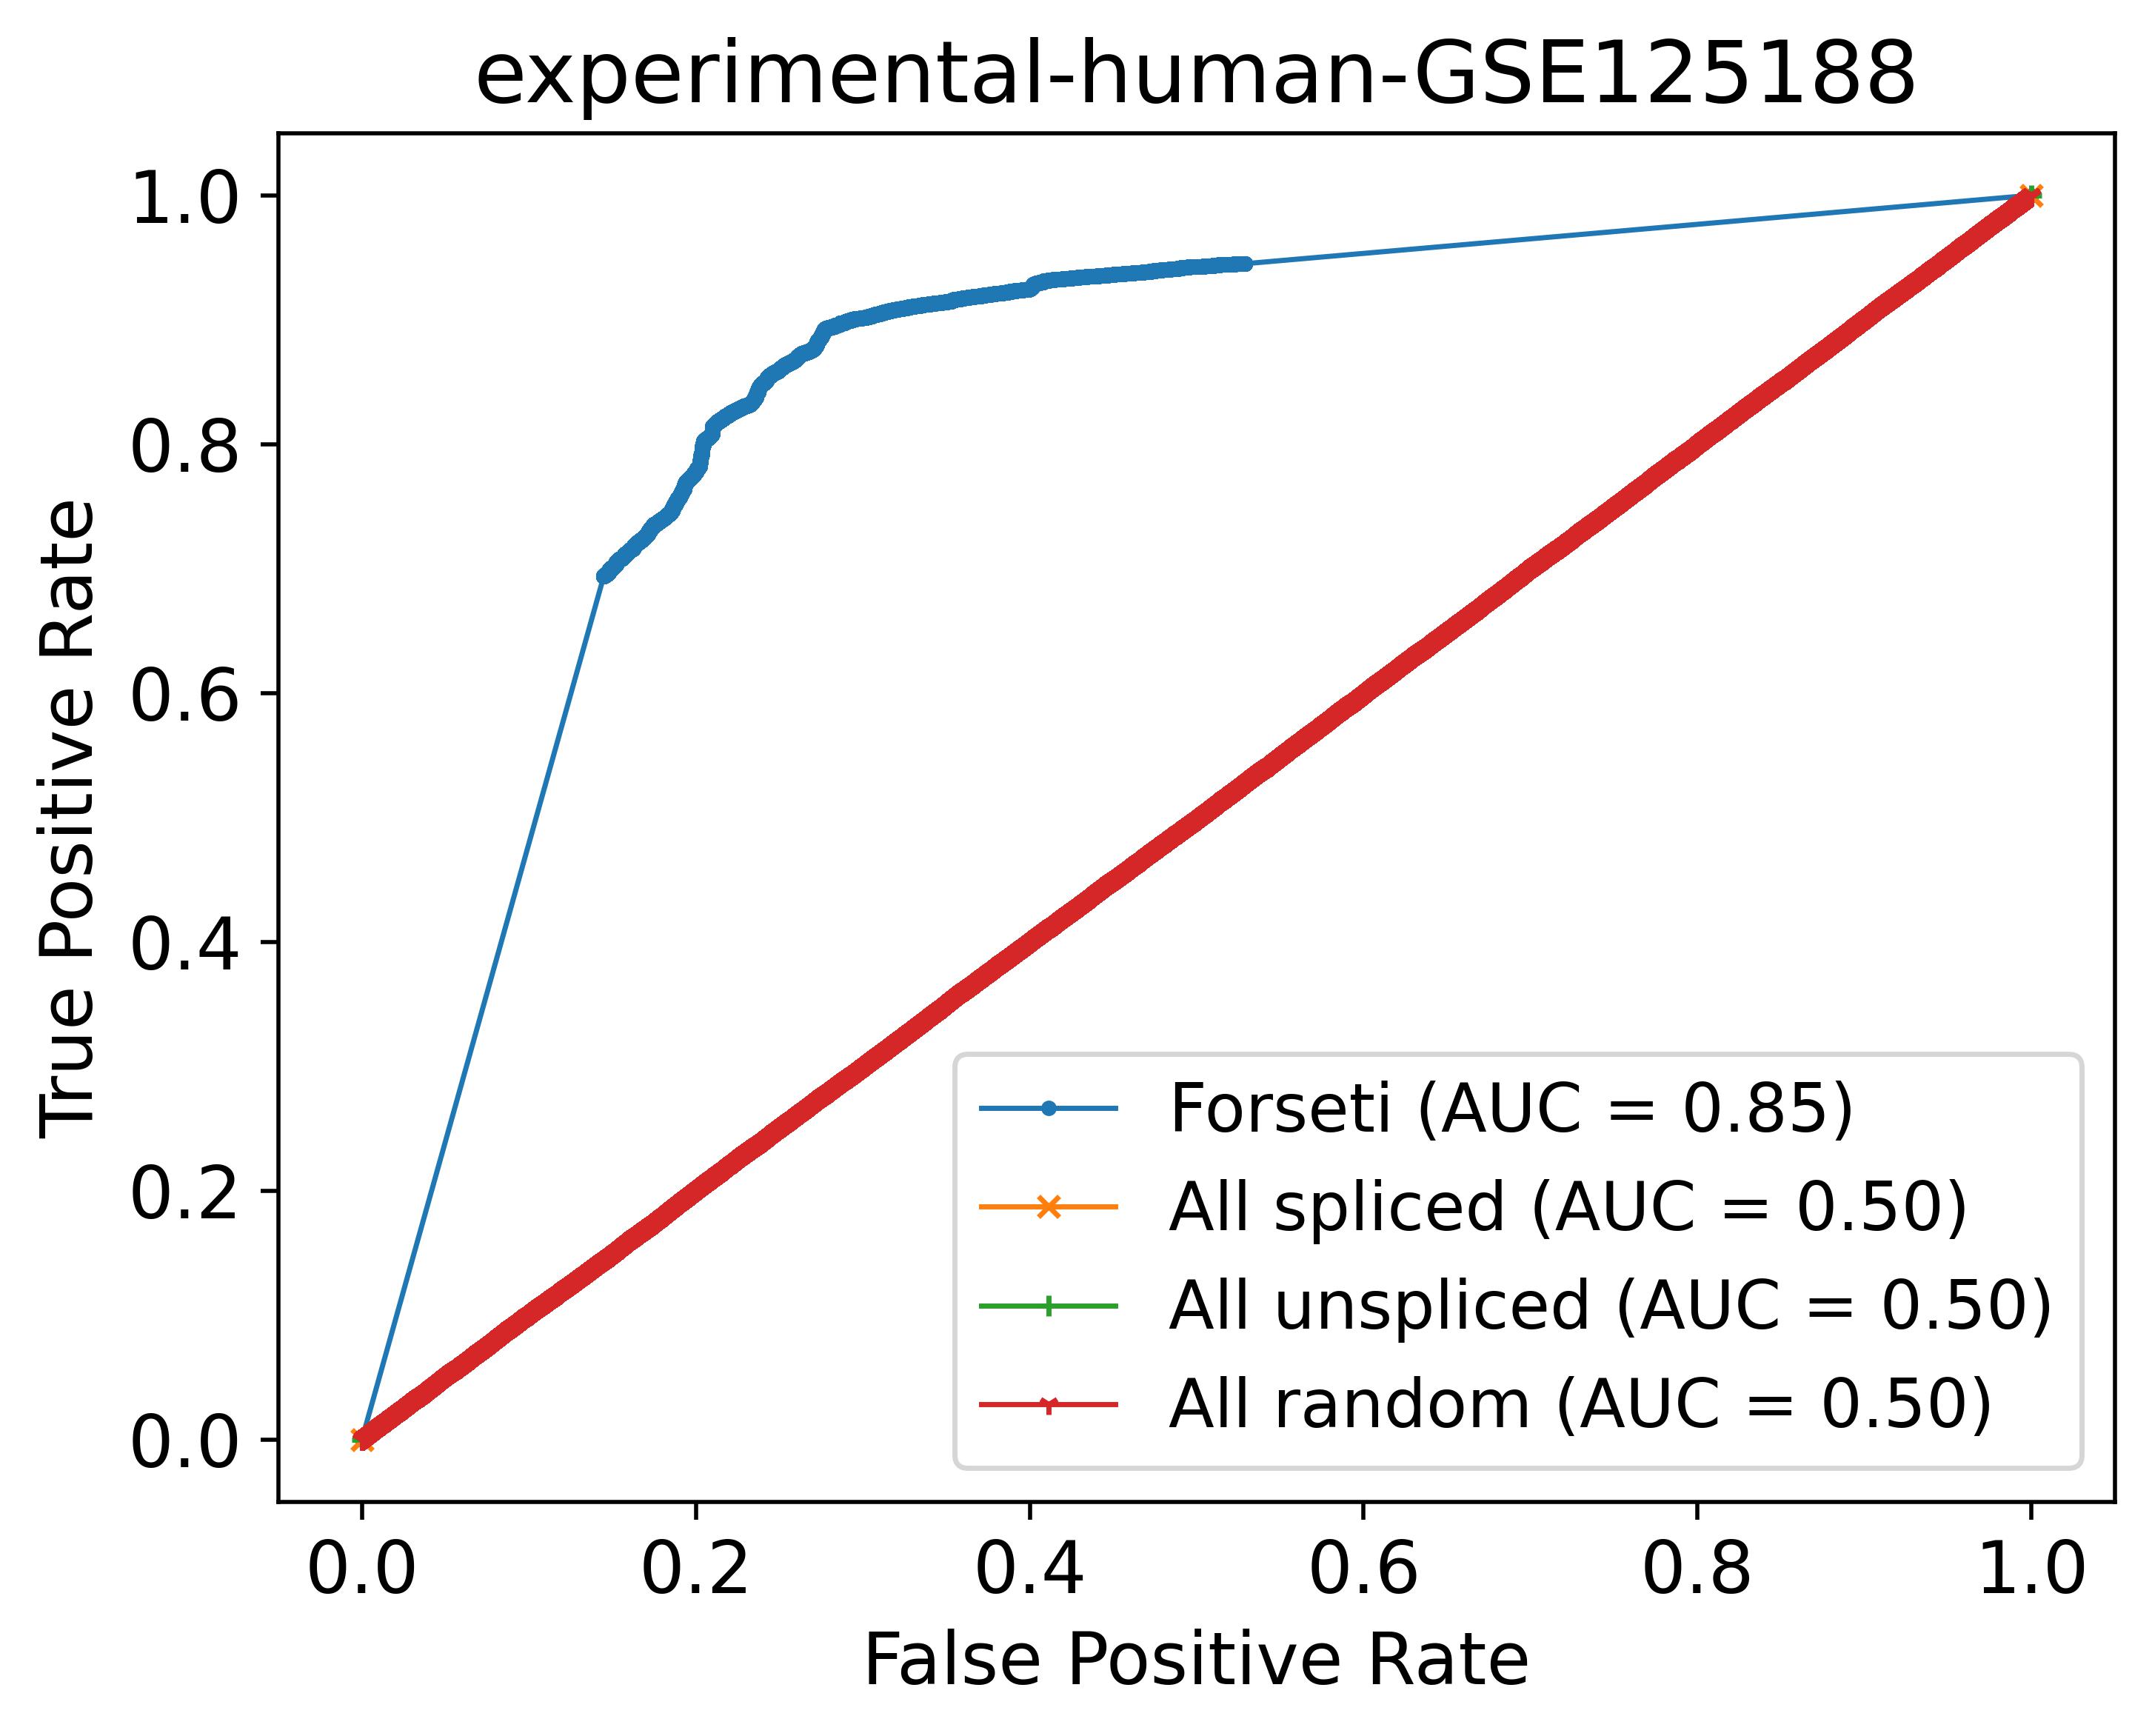 experimental-human-GSE125188
True Positive Rate
1.0
0.8
0.6
0.4
0.2
0.0
Forseti (AUC = 0.85)
All spliced (AUC = 0.50)
All unspliced (AUC = 0.50)
All random (AUC = 0.50)
0.0 0.2 0.4 0.6 0.8 1.0
False Positive Rate